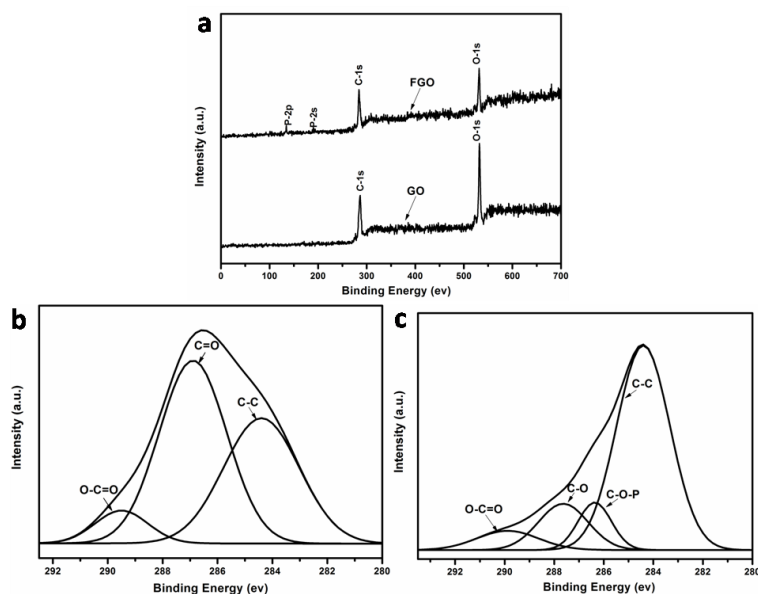 a
Intensity (a.u.)
P-2p
P-2s
C-1s
FGO
O-1s
C-1s
GO
O-1s
0 100 200 300 400 500 600 700
Binding Energy (ev)
b
Intensity (a.u.)
C=O
C-C
O-C=O
292 290 288 286 284 282 280
Binding Energy (ev)
c
Intensity (a.u.)
C-C
C-O
C-O-P
O-C=O
292 290 288 286 284 282 280
Binding Energy (ev)